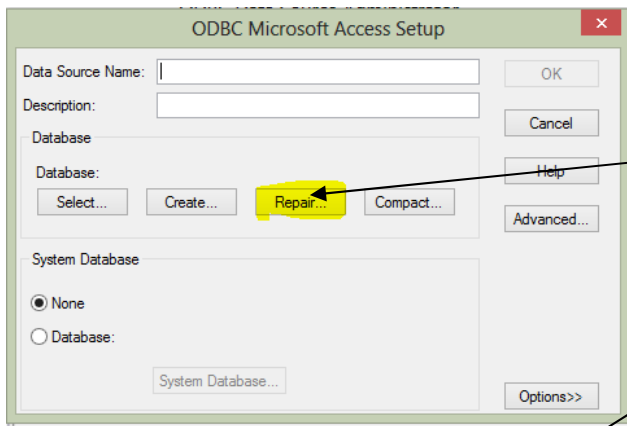 ODBC Microsoft Access Setup
Data Source Name:
OK
Description:
Cancel
Database
Database:
Help
Select... Create... Repair... Compact...
Advanced...
System Database
None
Database:
System Database...
Options>>